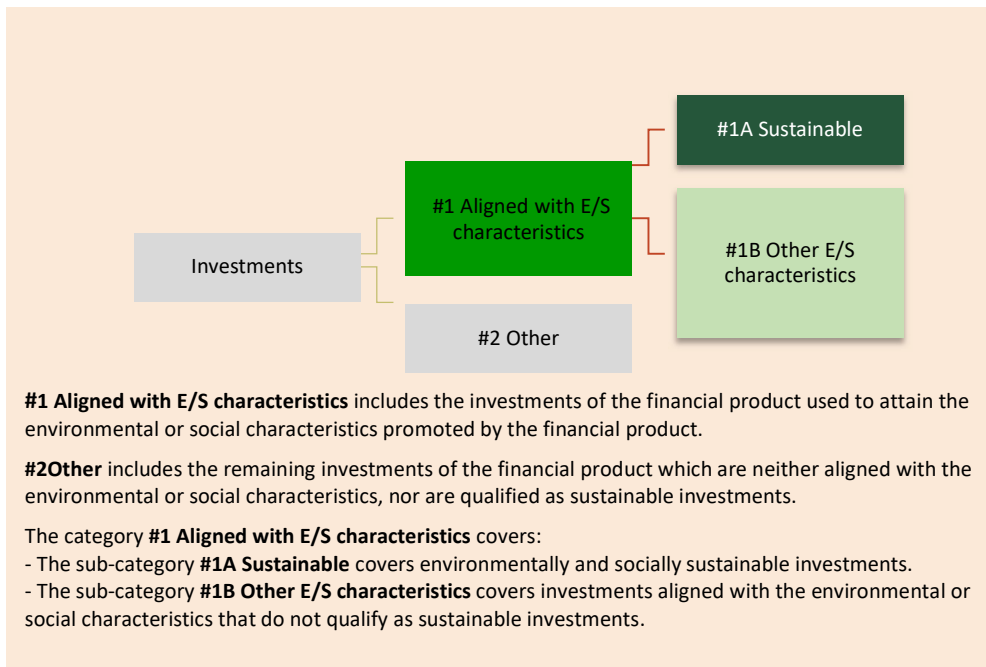 #1A Sustainable
#1 Aligned with E/S
characteristics
#1B Other E/S
characteristics
Investments
#2 Other
#1 Aligned with E/S characteristics includes the investments of the financial product used to attain the
environmental or social characteristics promoted by the financial product.
#2Other includes the remaining investments of the financial product which are neither aligned with the
environmental or social characteristics, nor are qualified as sustainable investments.
The category #1 Aligned with E/S characteristics covers:
- The sub-category #1A Sustainable covers environmentally and socially sustainable investments.
- The sub-category #1B Other E/S characteristics covers investments aligned with the environmental or
social characteristics that do not qualify as sustainable investments.